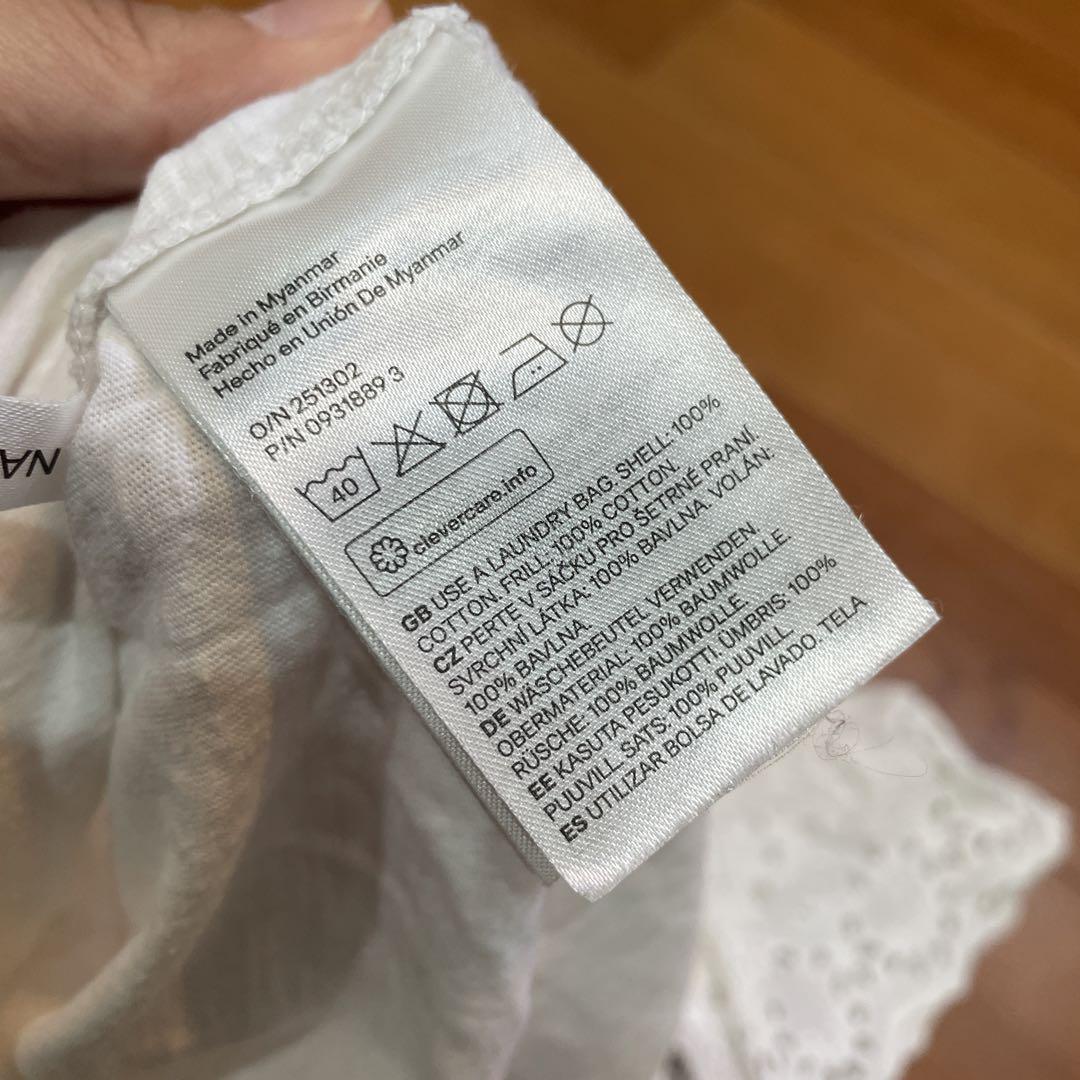 Made in Myanmar
Fabriqué en Birmanie
Hecho en Unión De Myanmar
O/N 251302
P/N 0931889 3
40
clevercare.info
GB USE A LAUNDRY BAG. SHELL: 100%
COTTON. FRILL: 100% COTTON.
CZ PERTE V SÁČKU PRO ŠETRNÉ PRANÍ.
SVRCHNÍ LÁTKA: 100% BAVLNA. VOLÁN:
100% BAVLNA.
DE WÄSCHEBEUTEL VERWENDEN.
OBERMATERIAL: 100% BAUMWOLLE.
RÜSCHE: 100% BAUMWOLLE
EE KASUTA PESUKOTTI. ÜMBRIS: 100%
PUUVILL. SATS: 100% PUUVILL
ES UTILIZAR BOLSA DE LAVADO. TELA